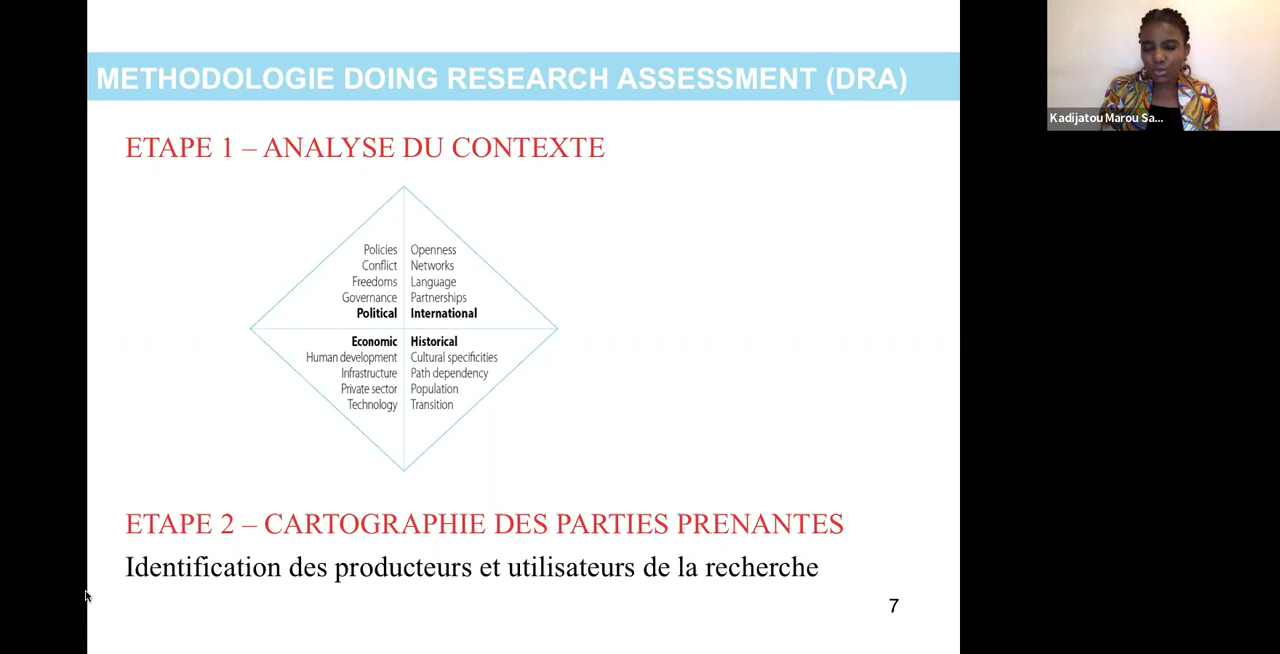 METHODOLOGIE DOING RESEARCH ASSESSMENT (DRA)
Kadijatou Marou Sa...
ETAPE 1 – ANALYSE DU CONTEXTE
Policies
Conflict
Freedoms
Governance
Political
Openness
Networks
Language
Partnerships
International
Economic
Human development
Infrastructure
Private sector
Technology
Historical
Cultural specificities
Path dependency
Population
Transition
ETAPE 2 – CARTOGRAPHIE DES PARTIES PRENANTES
Identification des producteurs et utilisateurs de la recherche
7